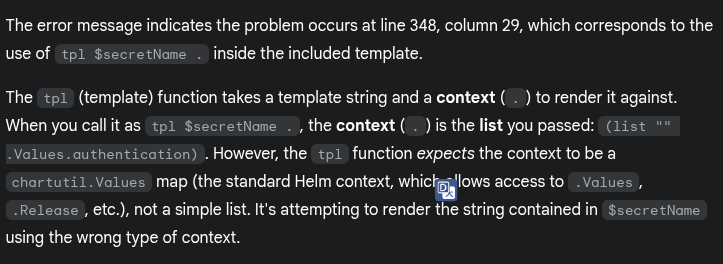 The error message indicates the problem occurs at line 348, column 29, which corresponds to the
use of tpl $secretName . inside the included template.
The tpl (template) function takes a template string and a context ( . ) to render it against.
When you call it as tpl $secretName . , the context ( . ) is the list you passed: (list ""
.Values.authentication) . However, the tpl function expects the context to be a
chartutil.Values map (the standard Helm context, which allows access to .Values ,
.Release , etc.), not a simple list. It's attempting to render the string contained in $secretName
using the wrong type of context.